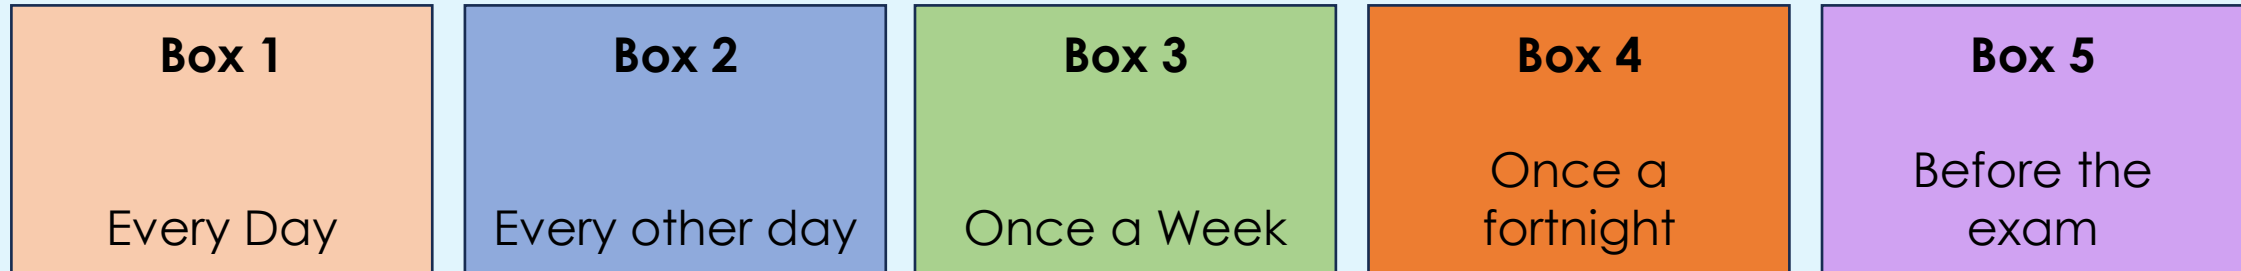 Box 1
Every Day
Box 2
Every other day
Box 3
Once a Week
Box 4
Once a
fortnight
Box 5
Before the
exam